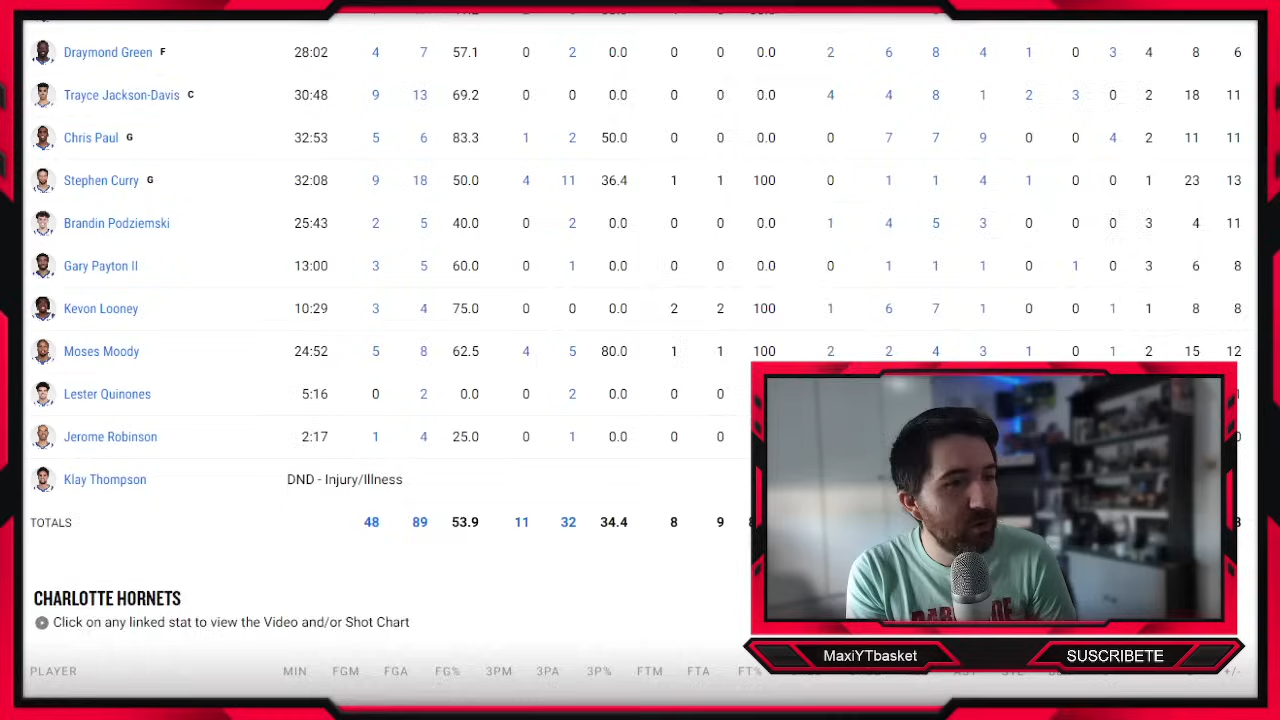 Draymond Green F 28:02 4 7 57.1 0 2 0.0 0 0 0.0 2 6 8 4 1 0 3 4 8 6
Trayce Jackson-Davis C 30:48 9 13 69.2 0 0 0.0 0 0 0.0 4 4 8 1 2 3 0 2 18 11
Chris Paul G 32:53 5 6 83.3 1 2 50.0 0 0 0.0 0 7 7 9 0 0 4 2 11 11
Stephen Curry G 32:08 9 18 50.0 4 11 36.4 1 1 100 0 1 1 4 1 0 0 1 23 13
Brandin Podziemski 25:43 2 5 40.0 0 2 0.0 0 0 0.0 1 4 5 3 0 0 0 3 4 11
Gary Payton II 13:00 3 5 60.0 0 1 0.0 0 0 0.0 0 1 1 1 0 1 0 3 6 8
Kevon Looney 10:29 3 4 75.0 0 0 0.0 2 2 100 1 6 7 1 0 0 1 1 8 8
Moses Moody 24:52 5 8 62.5 4 5 80.0 1 1 100 2 2 4 3 1 0 1 2 15 12
Lester Quinones 5:16 0 2 0.0 0 2 0.0 0 0
Jerome Robinson 2:17 1 4 25.0 0 1 0.0 0 0
Klay Thompson DND - Injury/Illness
TOTALS 48 89 53.9 11 32 34.4 8 9
CHARLOTTE HORNETS
Click on any linked stat to view the Video and/or Shot Chart
PLAYER MIN FGM FGA FG% 3PM 3PA 3P% FTM FTA FT% +/-
MaxiYTbasket
SUSCRIBETE